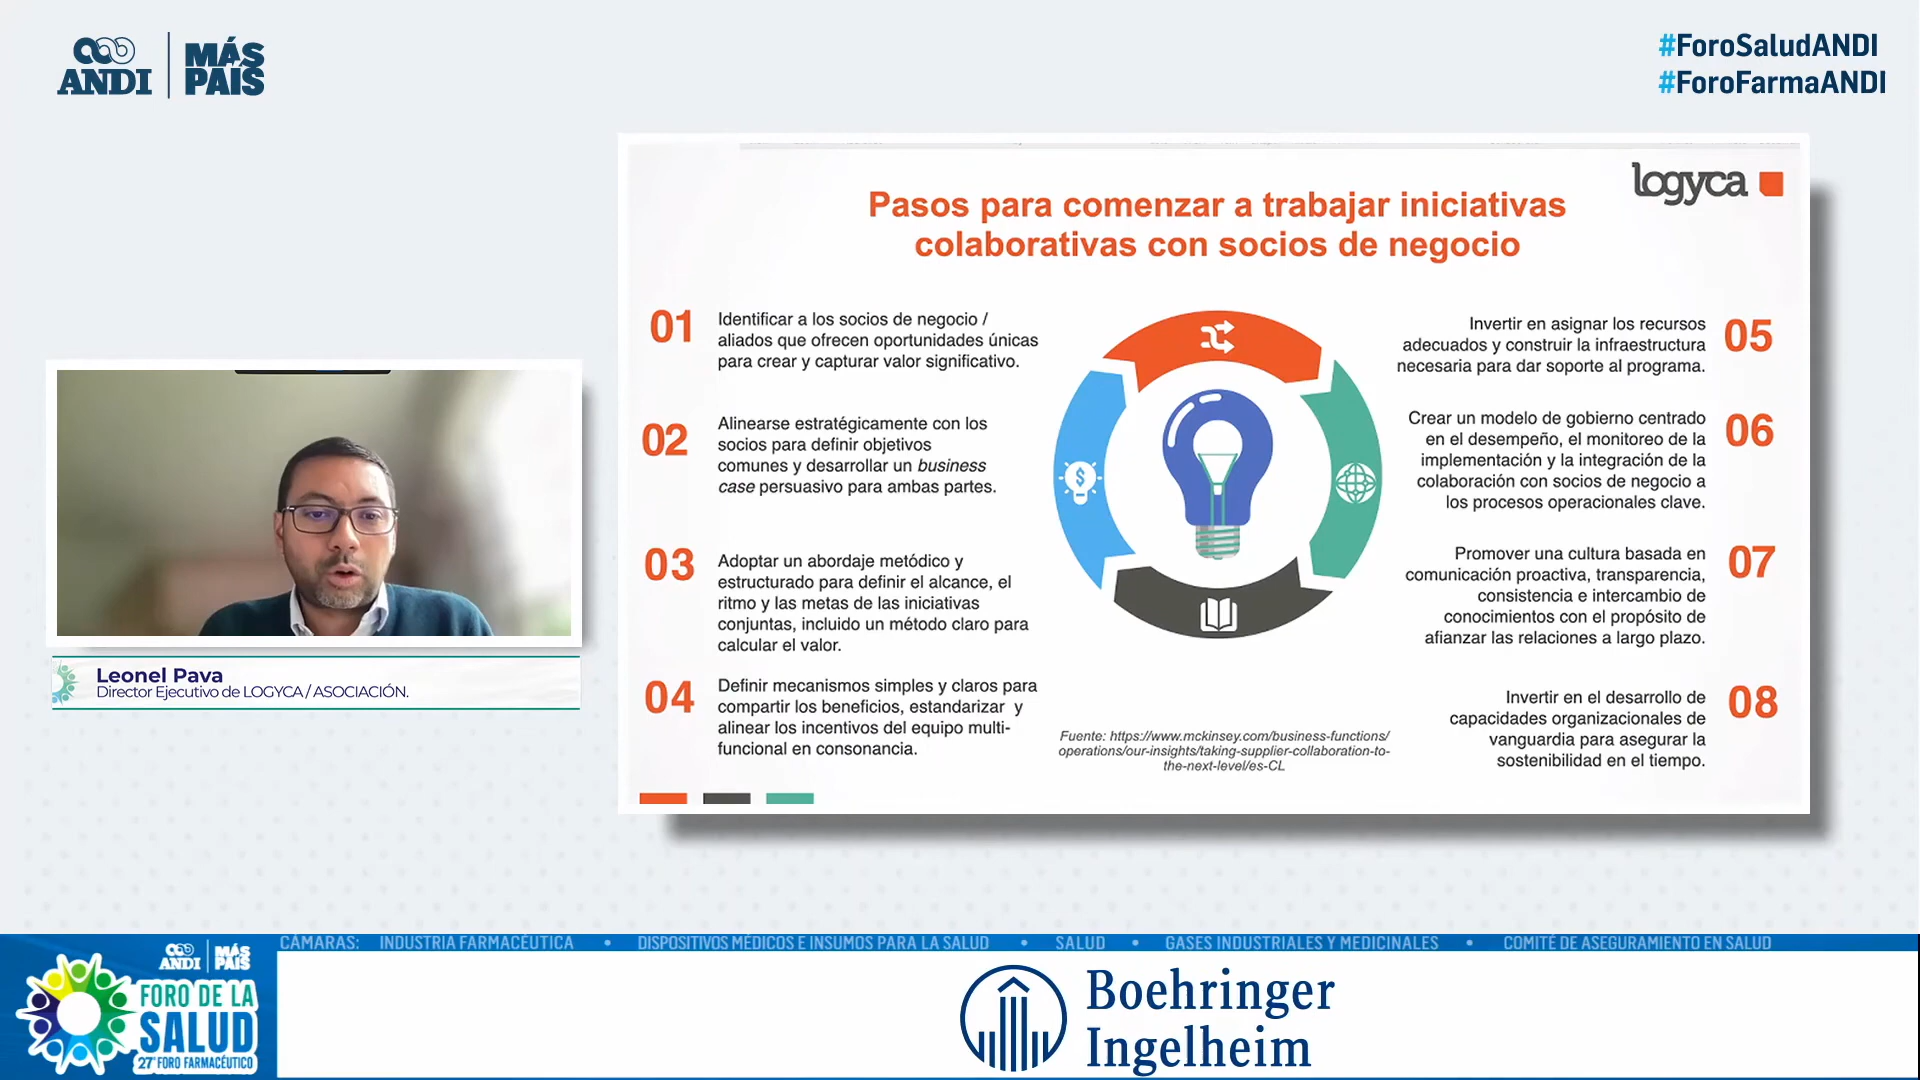 ANDI
MÁS
PAÍS
#ForoSaludANDI
#ForoFarmaANDI
logyca
Pasos para comenzar a trabajar iniciativas
colaborativas con socios de negocio
01
Identificar a los socios de negocio /
aliados que ofrecen oportunidades únicas
para crear y capturar valor significativo.
02
Alinearse estratégicamente con los
socios para definir objetivos
comunes y desarrollar un business
case persuasivo para ambas partes.
03
Adoptar un abordaje metódico y
estructurado para definir el alcance, el
ritmo y las metas de las iniciativas
conjuntas, incluido un método claro para
calcular el valor.
04
Definir mecanismos simples y claros para
compartir los beneficios, estandarizar y
alinear los incentivos del equipo multi-
funcional en consonancia.
Invertir en asignar los recursos
adecuados y construir la infraestructura
necesaria para dar soporte al programa.
05
Crear un modelo de gobierno centrado
en el desempeño, el monitoreo de la
implementación y la integración de la
colaboración con socios de negocio a
los procesos operacionales clave.
06
Promover una cultura basada en
comunicación proactiva, transparencia,
consistencia e intercambio de
conocimientos con el propósito de
afianzar las relaciones a largo plazo.
07
Invertir en el desarrollo de
capacidades organizacionales de
vanguardia para asegurar la
sostenibilidad en el tiempo.
08
$
Fuente: https://www.mckinsey.com/business-functions/
operations/our-insights/taking-supplier-collaboration-to-
the-next-level/es-CL
Leonel Pava
Director Ejecutivo de LOGYCA / ASOCIACIÓN.
CÁMARAS: INDUSTRIA FARMACÉUTICA • DISPOSITIVOS MÉDICOS E INSUMOS PARA LA SALUD • SALUD • GASES INDUSTRIALES Y MEDICINALES • COMITÉ DE ASEGURAMIENTO EN SALUD
ANDI
MÁS
PAÍS
FORO DE LA
SALUD
27° FORO FARMACÉUTICO
Boehringer
Ingelheim